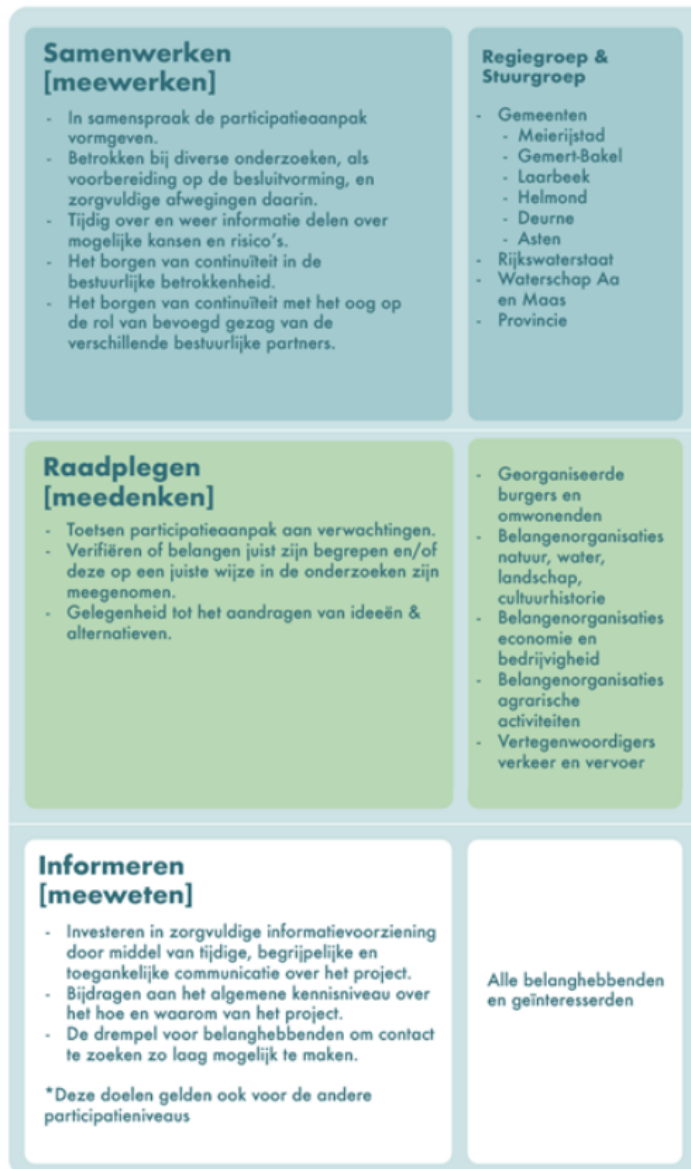 Samenwerken
[meewerken]
- In samenspraak de participatieaanpak
vormgeven.
- Betrokken bij diverse onderzoeken, als
voorbereiding op de besluitvorming, en
zorgvuldige afwegingen daarin.
- Tijdig over en weer informatie delen over
mogelijke kansen en risico's.
- Het borgen van continuïteit in de
bestuurlijke betrokkenheid.
- Het borgen van continuïteit met het oog op
de rol van bevoegd gezag van de
verschillende bestuurlijke partners.
Regiegroep &
Stuurgroep
- Gemeenten
- Meierijstad
- Gemert-Bakel
- Laarbeek
- Helmond
- Deurne
- Asten
- Rijkswaterstaat
- Waterschap Aa
en Maas
- Provincie
Raadplegen
[meedenken]
- Toetsen participatieaanpak aan verwachtingen.
- Verifiëren of belangen juist zijn begrepen en/of
deze op een juiste wijze in de onderzoeken zijn
meegenomen.
- Gelegenheid tot het aandragen van ideeën &
alternatieven.
- Georganiseerde
burgers en
omwonenden
- Belangenorganisaties
natuur, water,
landschap,
cultuurhistorie
- Belangenorganisaties
economie en
bedrijvigheid
- Belangenorganisaties
agrarische
activiteiten
- Vertegenwoordigers
verkeer en vervoer
Informeren
[meeweten]
- Investeren in zorgvuldige informatievoorziening
door middel van tijdige, begrijpelijke en
toegankelijke communicatie over het project.
- Bijdragen aan het algemene kennisniveau over
het hoe en waarom van het project.
- De drempel voor belanghebbenden om contact
te zoeken zo laag mogelijk te maken.
*Deze doelen gelden ook voor de andere
participatieniveaus
Alle belanghebbenden
en geïnteresserden